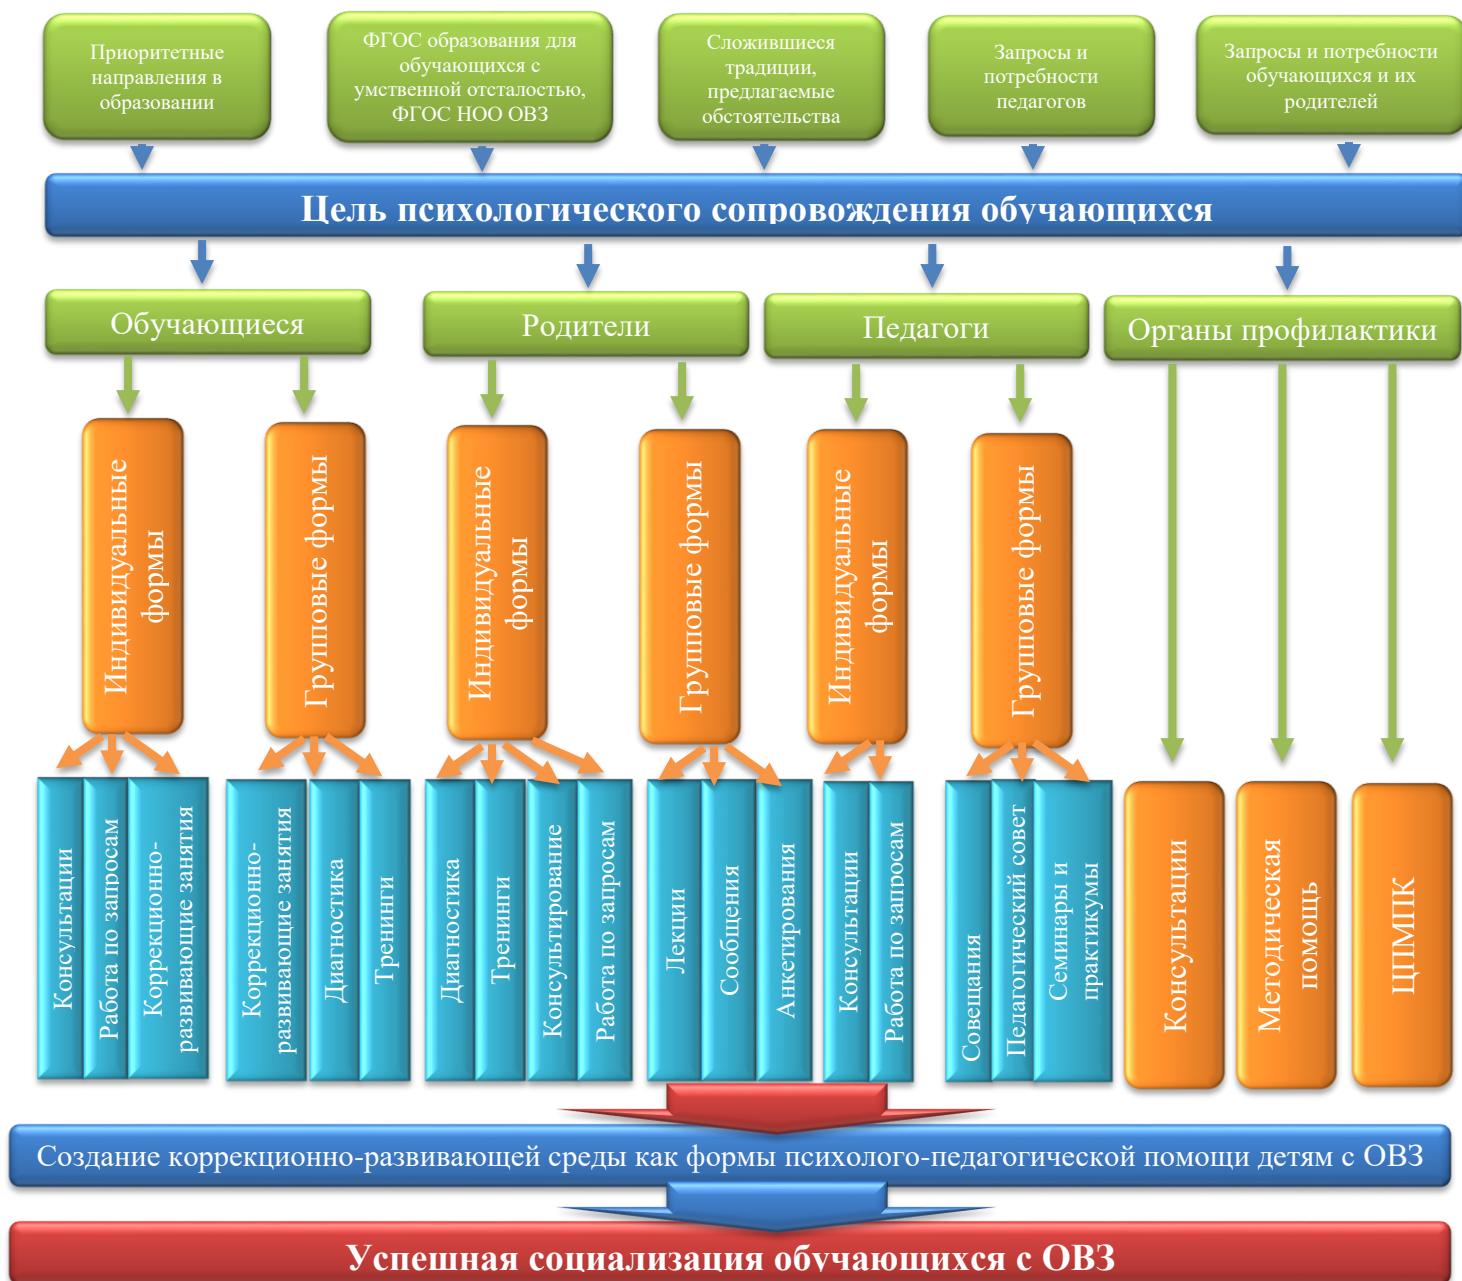 Приоритетные
направления в
образовании
ФГОС образования для
обучающихся с
умственной отсталостью,
ФГОС НОО ОВЗ
Сложившиеся
традиции,
предлагаемые
обстоятельства
Запросы и
потребности
педагогов
Запросы и потребности
обучающихся и их
родителей
Цель психологического сопровождения обучающихся
Обучающиеся
Родители
Педагоги
Органы профилактики
Индивидуальные
формы
Групповые формы
Индивидуальные
формы
Групповые формы
Индивидуальные
формы
Групповые формы
Консультации
Работа по запросам
Коррекционно-
развивающие занятия
Коррекционно-
развивающие занятия
Диагностика
Тренинги
Диагностика
Тренинги
Консультирование
Работа по запросам
Лекции
Сообщения
Анкетирования
Консультации
Работа по запросам
Совещания
Педагогический совет
Семинары и
практикумы
Консультации
Методическая
помощь
ЦПМПК
Создание коррекционно-развивающей среды как формы психолого-педагогической помощи детям с ОВЗ
Успешная социализация обучающихся с ОВЗ